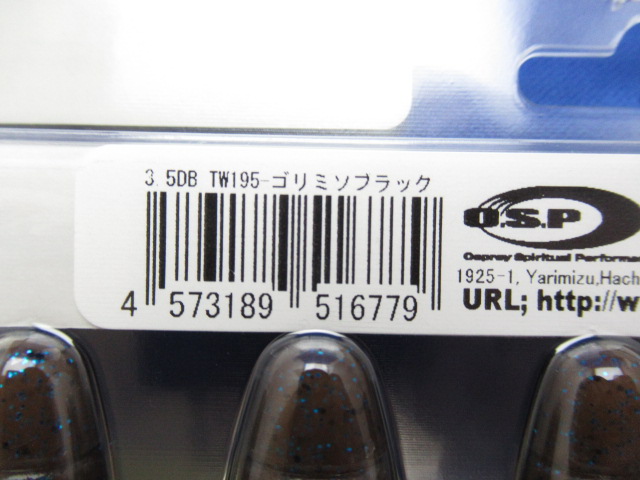 3.5DB TW195-ゴリミソブラック
4 573189 516779
O.S.P
Osprey Spiritual Performance
1925-1, Yarimizu,Hach
URL; http://w